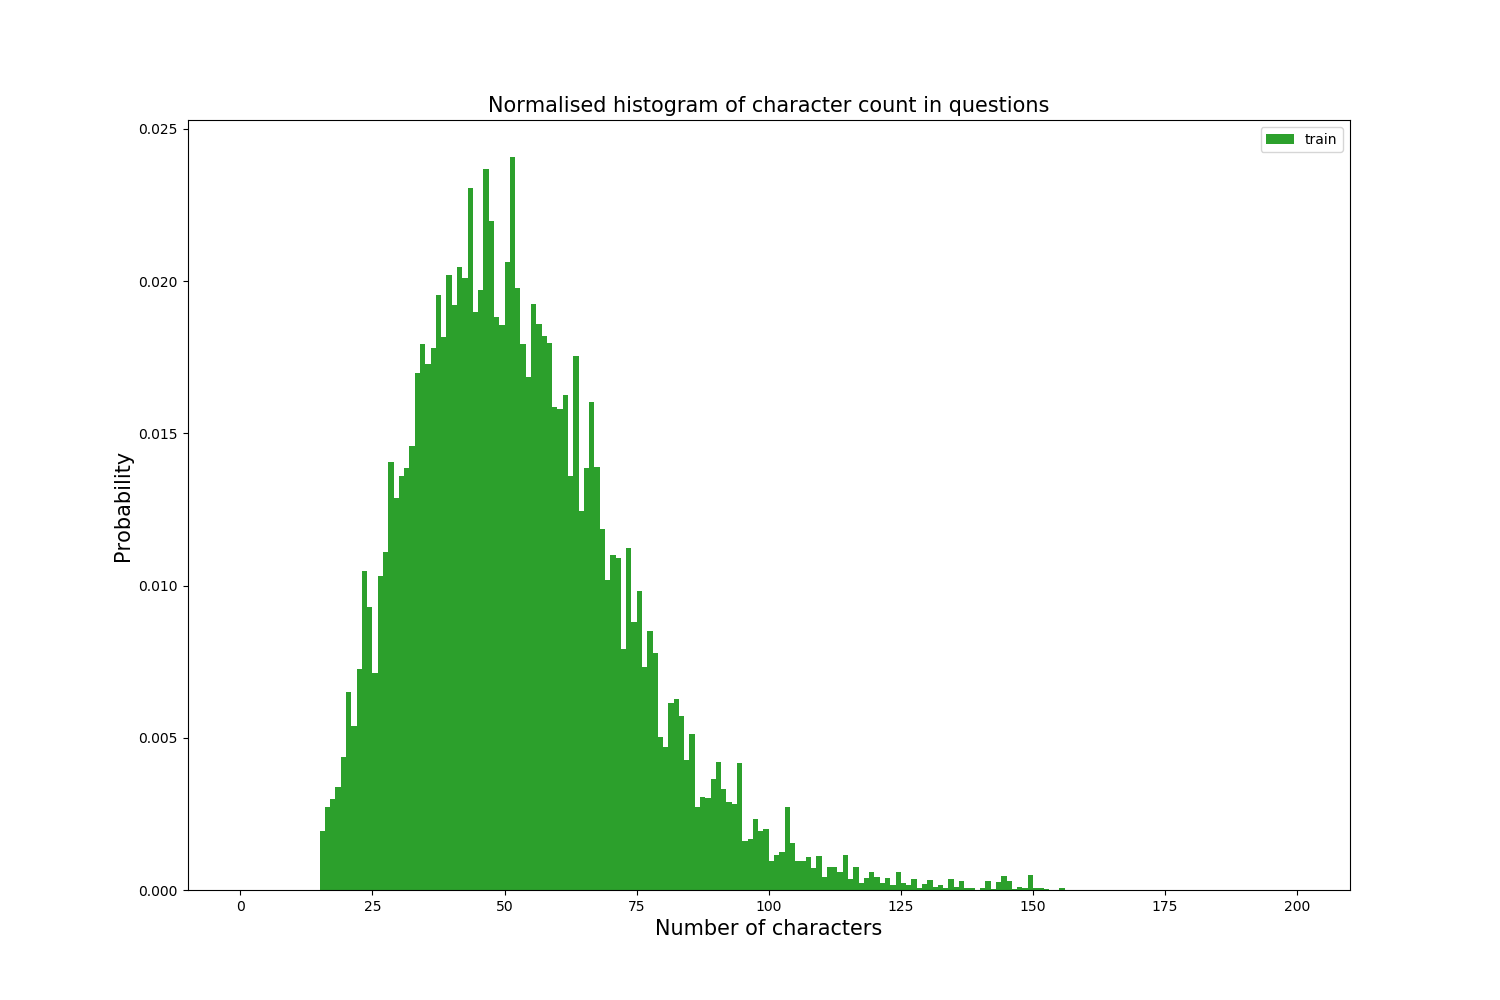 Normalised histogram of character count in questions
train
0.025
0.020
0.015
0.010
0.005
0.000
Probability
0 25 50 75 100 125 150 175 200
Number of characters